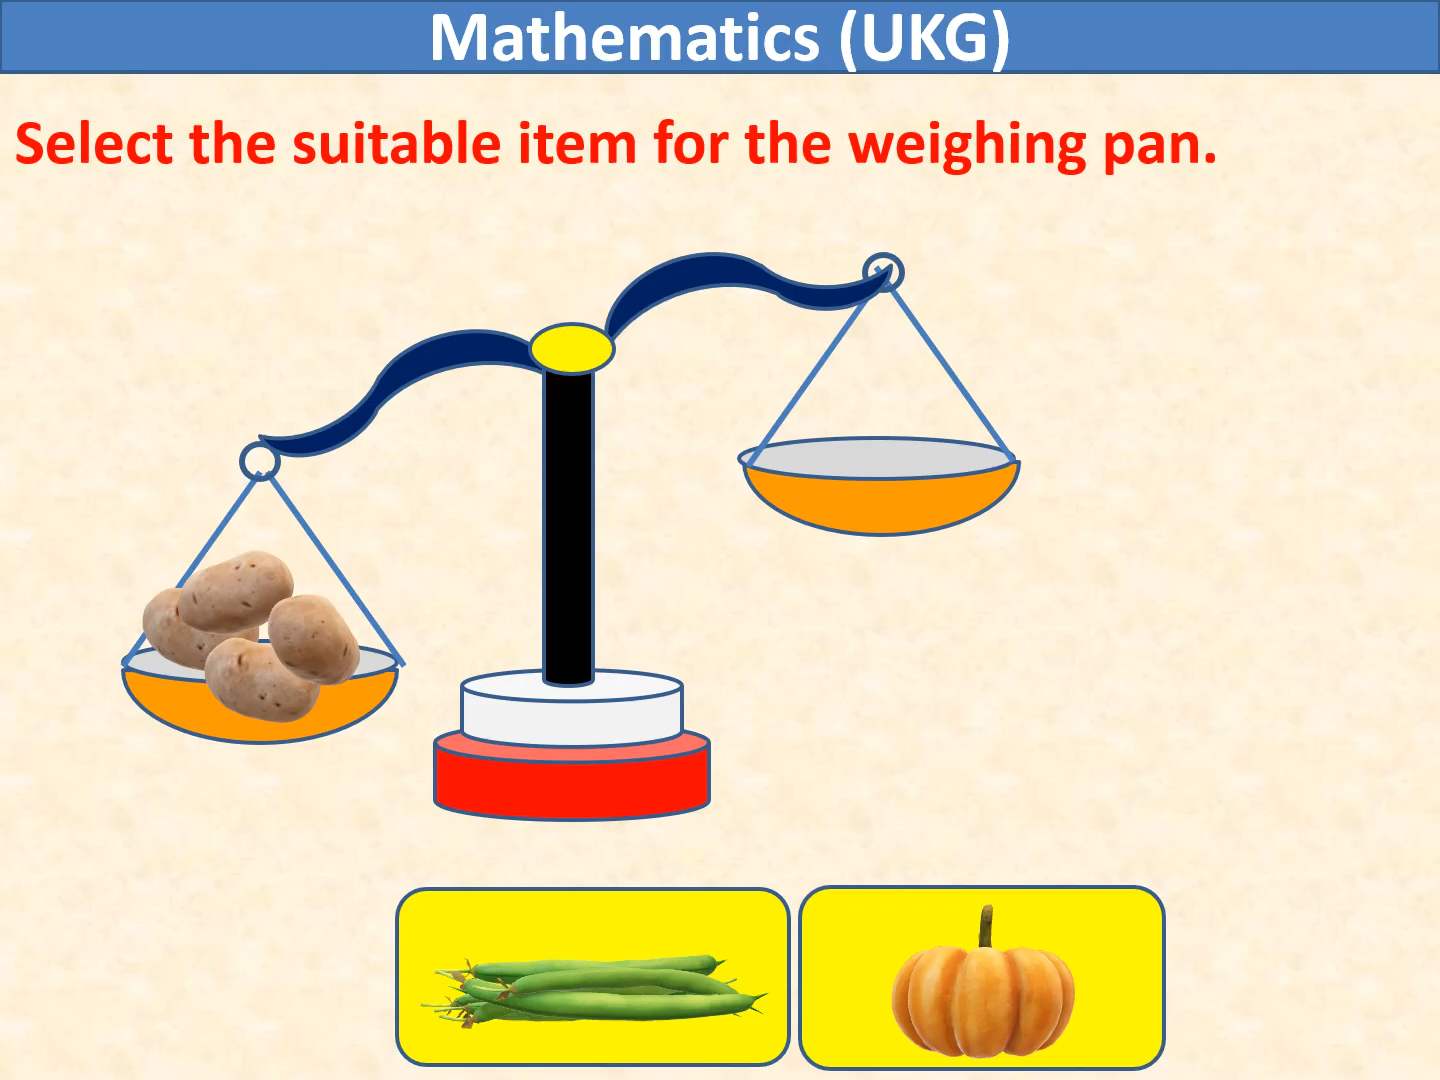 Mathematics (UKG)
Select the suitable item for the weighing pan.